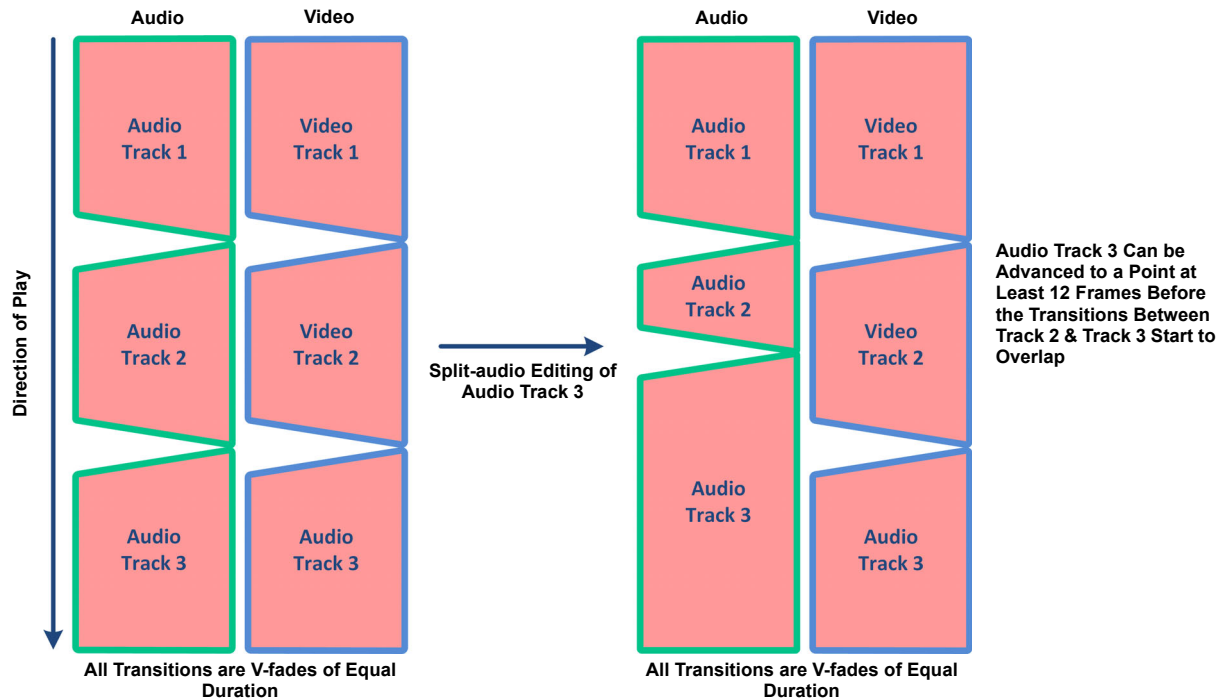 Audio
Video
Direction of Play
Audio
Track 1
Video
Track 1
Audio
Track 2
Video
Track 2
Audio
Track 3
Audio
Track 3
All Transitions are V-fades of Equal
Duration
Split-audio Editing of
Audio Track 3
Audio
Video
Audio
Track 1
Video
Track 1
Audio
Track 2
Video
Track 2
Audio
Track 3
Audio
Track 3
All Transitions are V-fades of Equal
Duration
Audio Track 3 Can be
Advanced to a Point at
Least 12 Frames Before
the Transitions Between
Track 2 & Track 3 Start to
Overlap